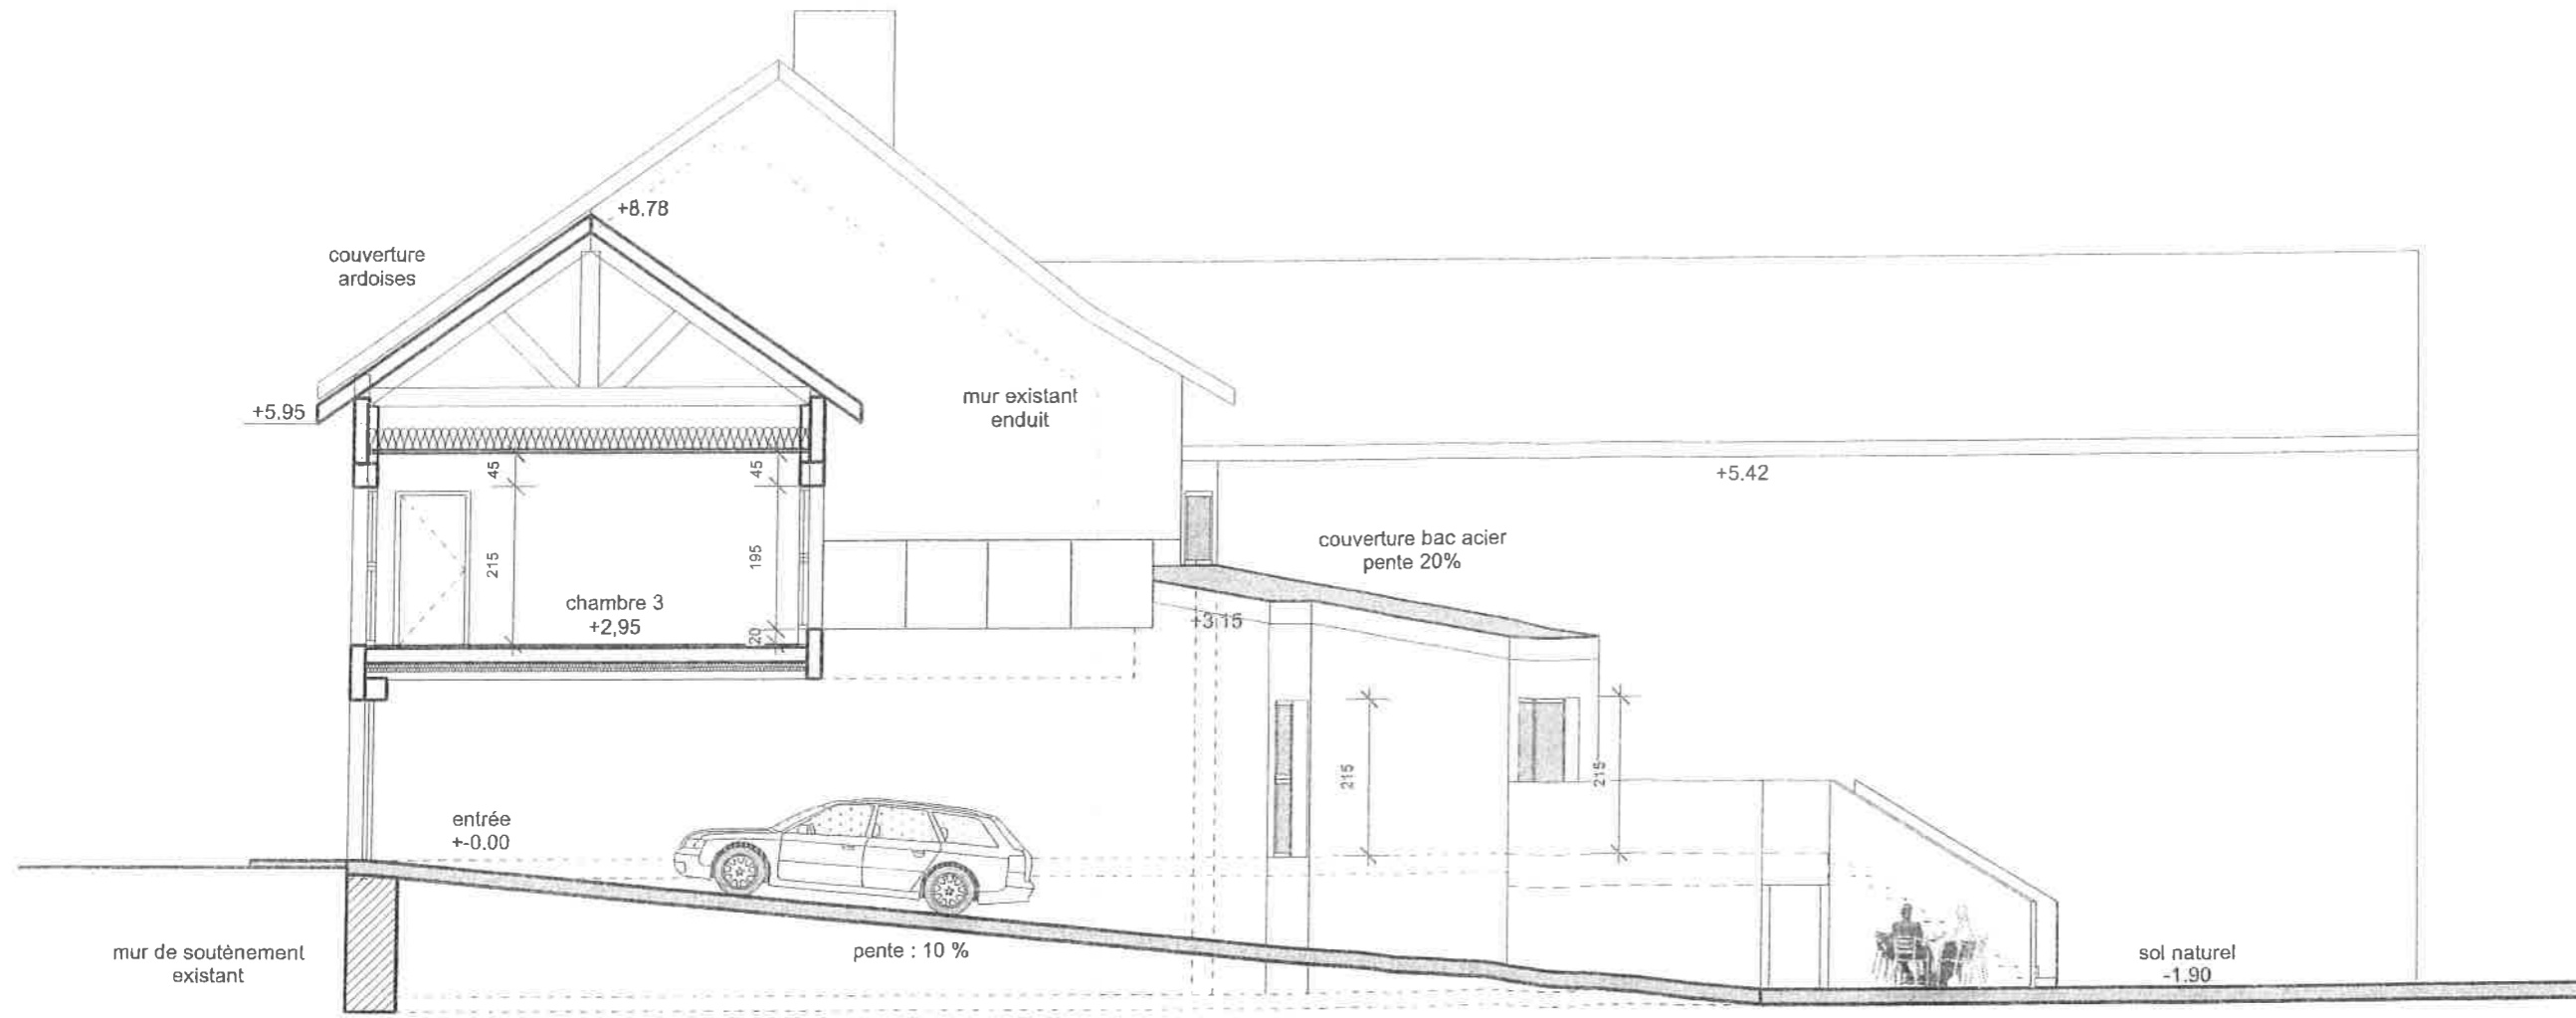 +8.78
couverture
ardoises
+5.95
mur existant
enduit
45
45
+5.42
couverture bac acier
pente 20%
215
195
chambre 3
+2,95
20
+3.15
215
215
entrée
+-0.00
mur de soutènement
existant
pente : 10 %
sol naturel
-1.90